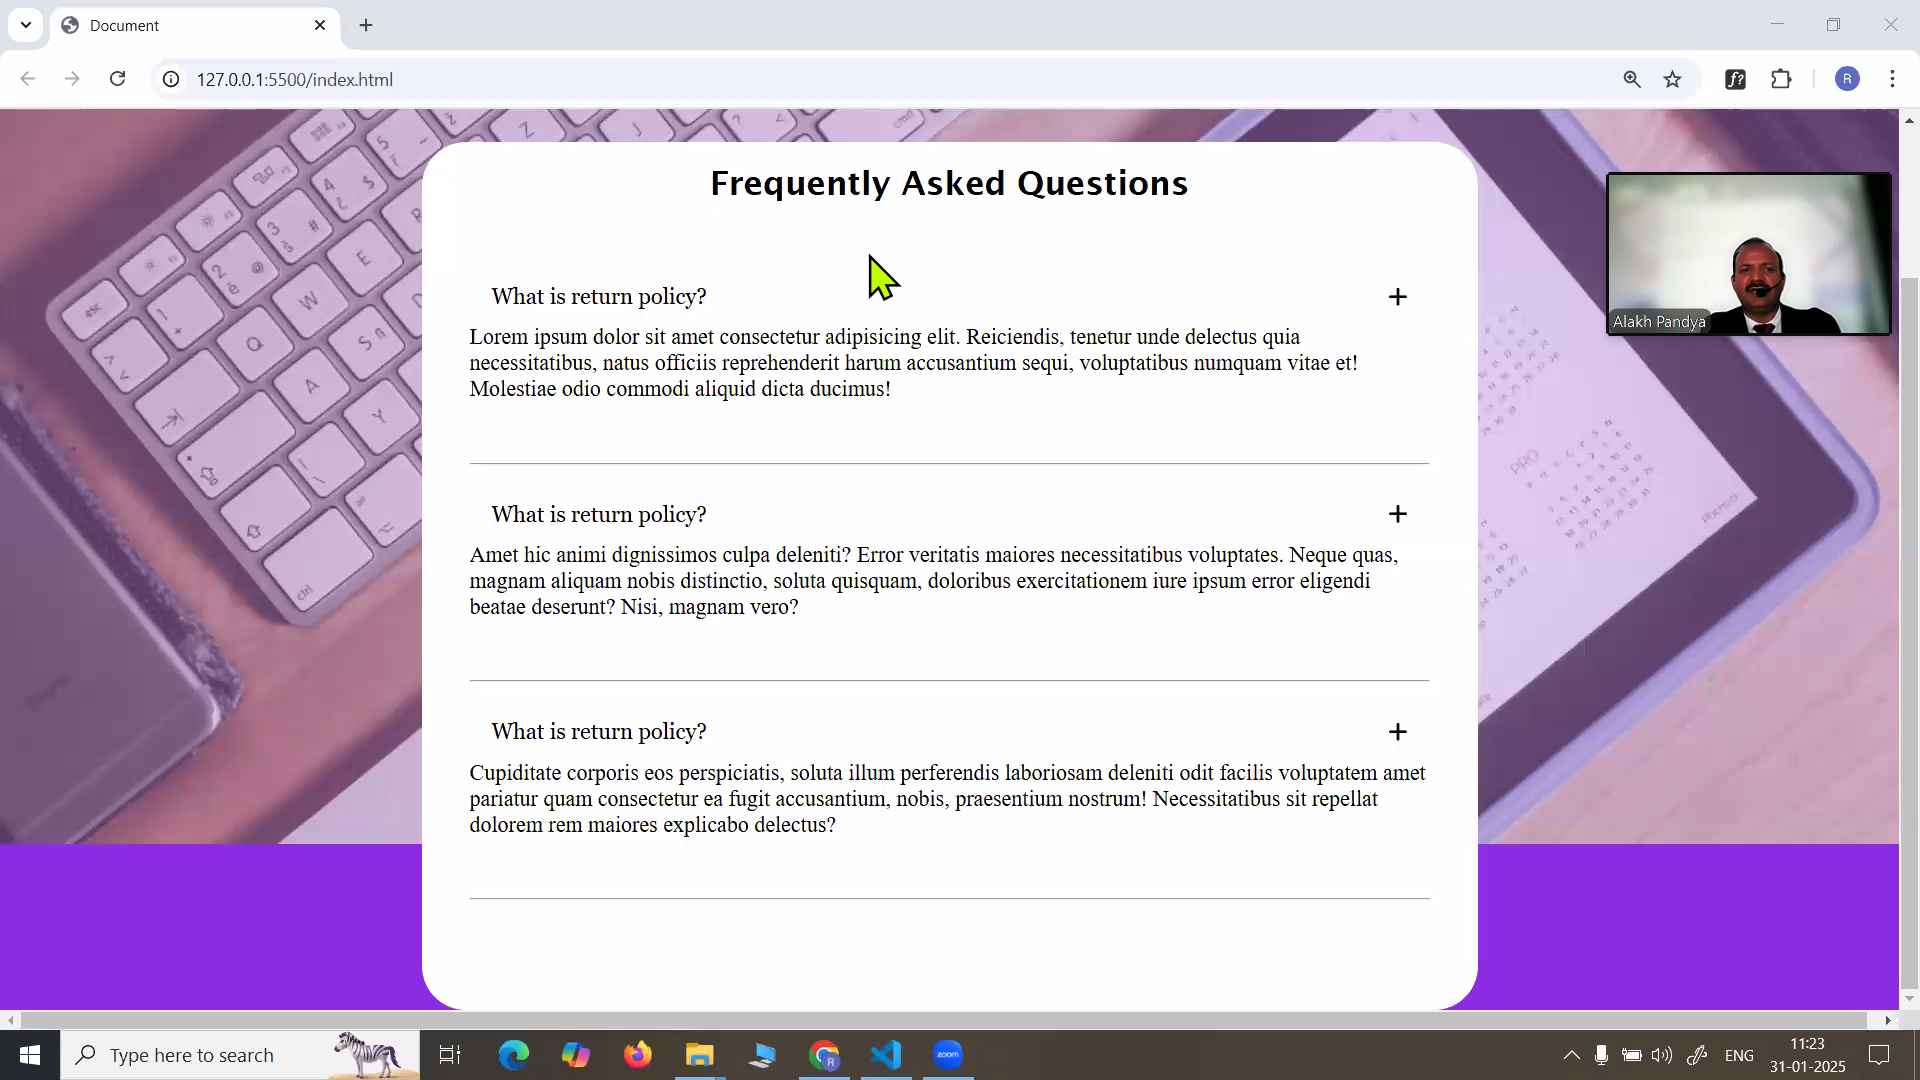 Document
127.0.0.1:5500/index.html
R
Frequently Asked Questions
What is return policy?
Lorem ipsum dolor sit amet consectetur adipisicing elit. Reiciendis, tenetur unde delectus quia
necessitatibus, natus officiis reprehenderit harum accusantium sequi, voluptatibus numquam vitae et!
Molestiae odio commodi aliquid dicta ducimus!
What is return policy?
Amet hic animi dignissimos culpa deleniti? Error veritatis maiores necessitatibus voluptates. Neque quas,
magnam aliquam nobis distinctio, soluta quisquam, doloribus exercitationem iure ipsum error eligendi
beatae deserunt? Nisi, magnam vero?
What is return policy?
Cupiditate corporis eos perspiciatis, soluta illum perferendis laboriosam deleniti odit facilis voluptatem amet
pariatur quam consectetur ea fugit accusantium, nobis, praesentium nostrum! Necessitatibus sit repellat
dolorem rem maiores explicabo delectus?
Alakh Pandya
PRO
Type here to search
zoom
ENG
11:23
31-01-2025